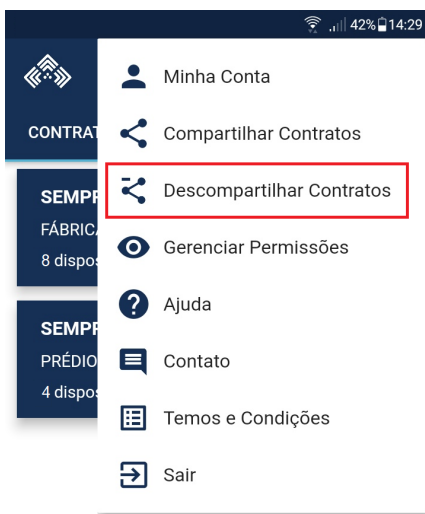 42% 14:29
Minha Conta
CONTRAT
Compartilhar Contratos
SEMPR
Descompartilhar Contratos
FÁBRICA
8 dispos
Gerenciar Permissões
Ajuda
SEMPR
PRÉDIO
Contato
4 dispos
Temos e Condições
Sair